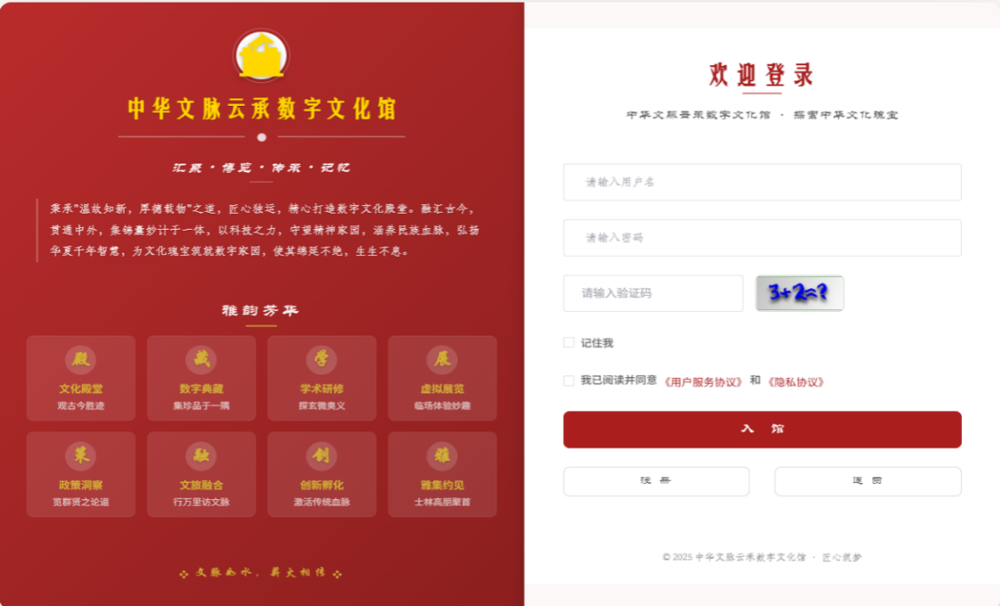 中华文脉云承数字文化馆
汇聚·博览·传承·记忆
秉承"温故知新，厚德载物"之道，匠心独运，精心打造数字文化殿堂。融汇古今，
贯通中外，集锦囊妙计于一体，以科技之力，守望精神家园，涵养民族血脉，弘扬
华夏千年智慧，为文化瑰宝筑就数字家园，使其绵延不绝，生生不息。
雅韵芳华
殿 藏 学 展
文化殿堂 数字典藏 学术研修 虚拟展览
观古今胜迹 集珍品于一隅 探玄微奥义 临场体验妙趣
策 融 创 雅
政策洞察 文旅融合 创新孵化 雅集约见
览群贤之论道 行万里访文脉 激活传统血脉 士林高朋聚首
文脉如水，薪火相传
欢迎登录
中华文脉云承数字文化馆 · 探索中华文化瑰宝
请输入用户名
请输入密码
请输入验证码 3+2=?
记住我
我已阅读并同意《用户服务协议》和《隐私协议》
入 馆
注 册 返 回
© 2025 中华文脉云承数字文化馆 · 匠心筑梦